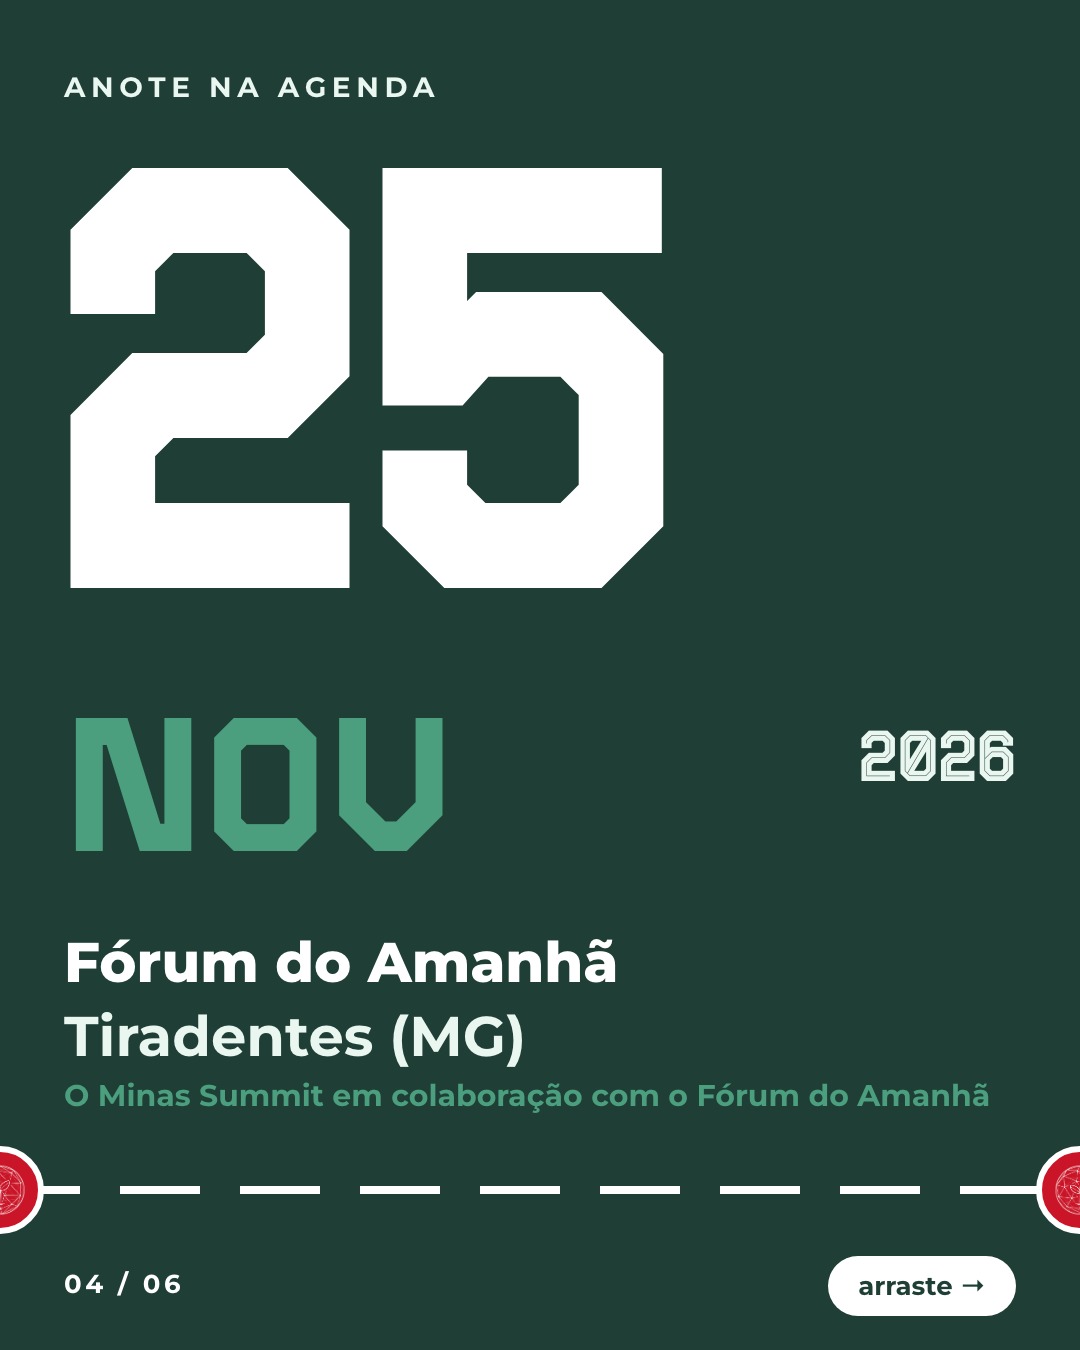 ANOTE NA AGENDA
25
NOV
2026
Fórum do Amanhã
Tiradentes (MG)
O Minas Summit em colaboração com o Fórum do Amanhã
04 / 06
arraste →